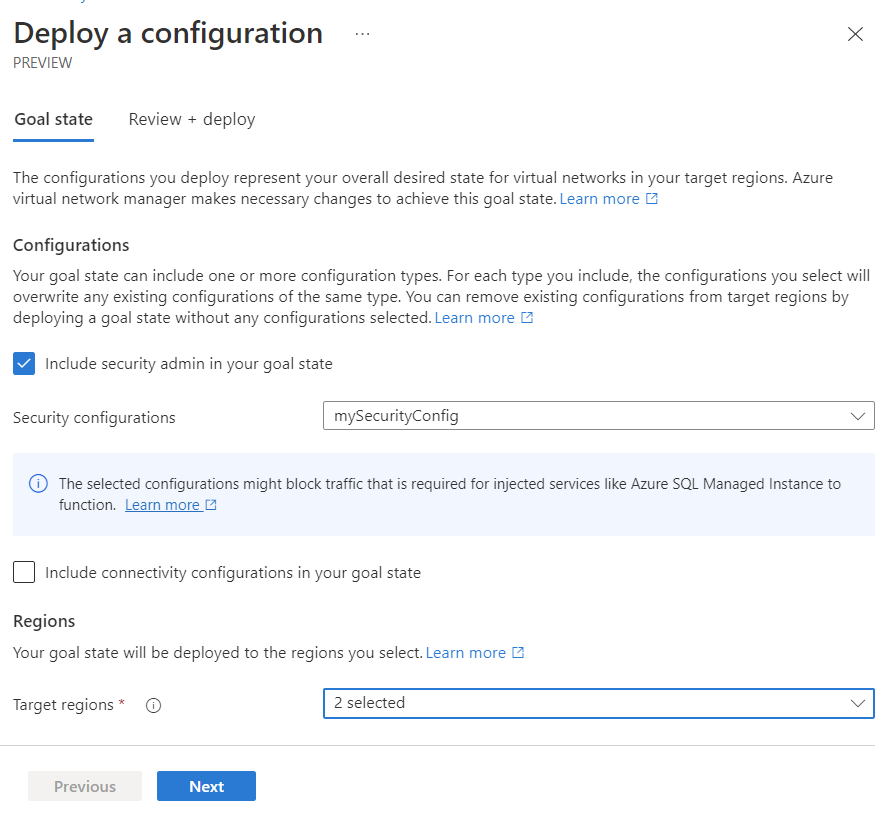 Deploy a configuration ...
PREVIEW
Goal state Review + deploy
The configurations you deploy represent your overall desired state for virtual networks in your target regions. Azure
virtual network manager makes necessary changes to achieve this goal state. Learn more
Configurations
Your goal state can include one or more configuration types. For each type you include, the configurations you select will
overwrite any existing configurations of the same type. You can remove existing configurations from target regions by
deploying a goal state without any configurations selected. Learn more
Include security admin in your goal state
Security configurations mySecurityConfig
The selected configurations might block traffic that is required for injected services like Azure SQL Managed Instance to
function. Learn more
Include connectivity configurations in your goal state
Regions
Your goal state will be deployed to the regions you select. Learn more
Target regions * 2 selected
Previous Next